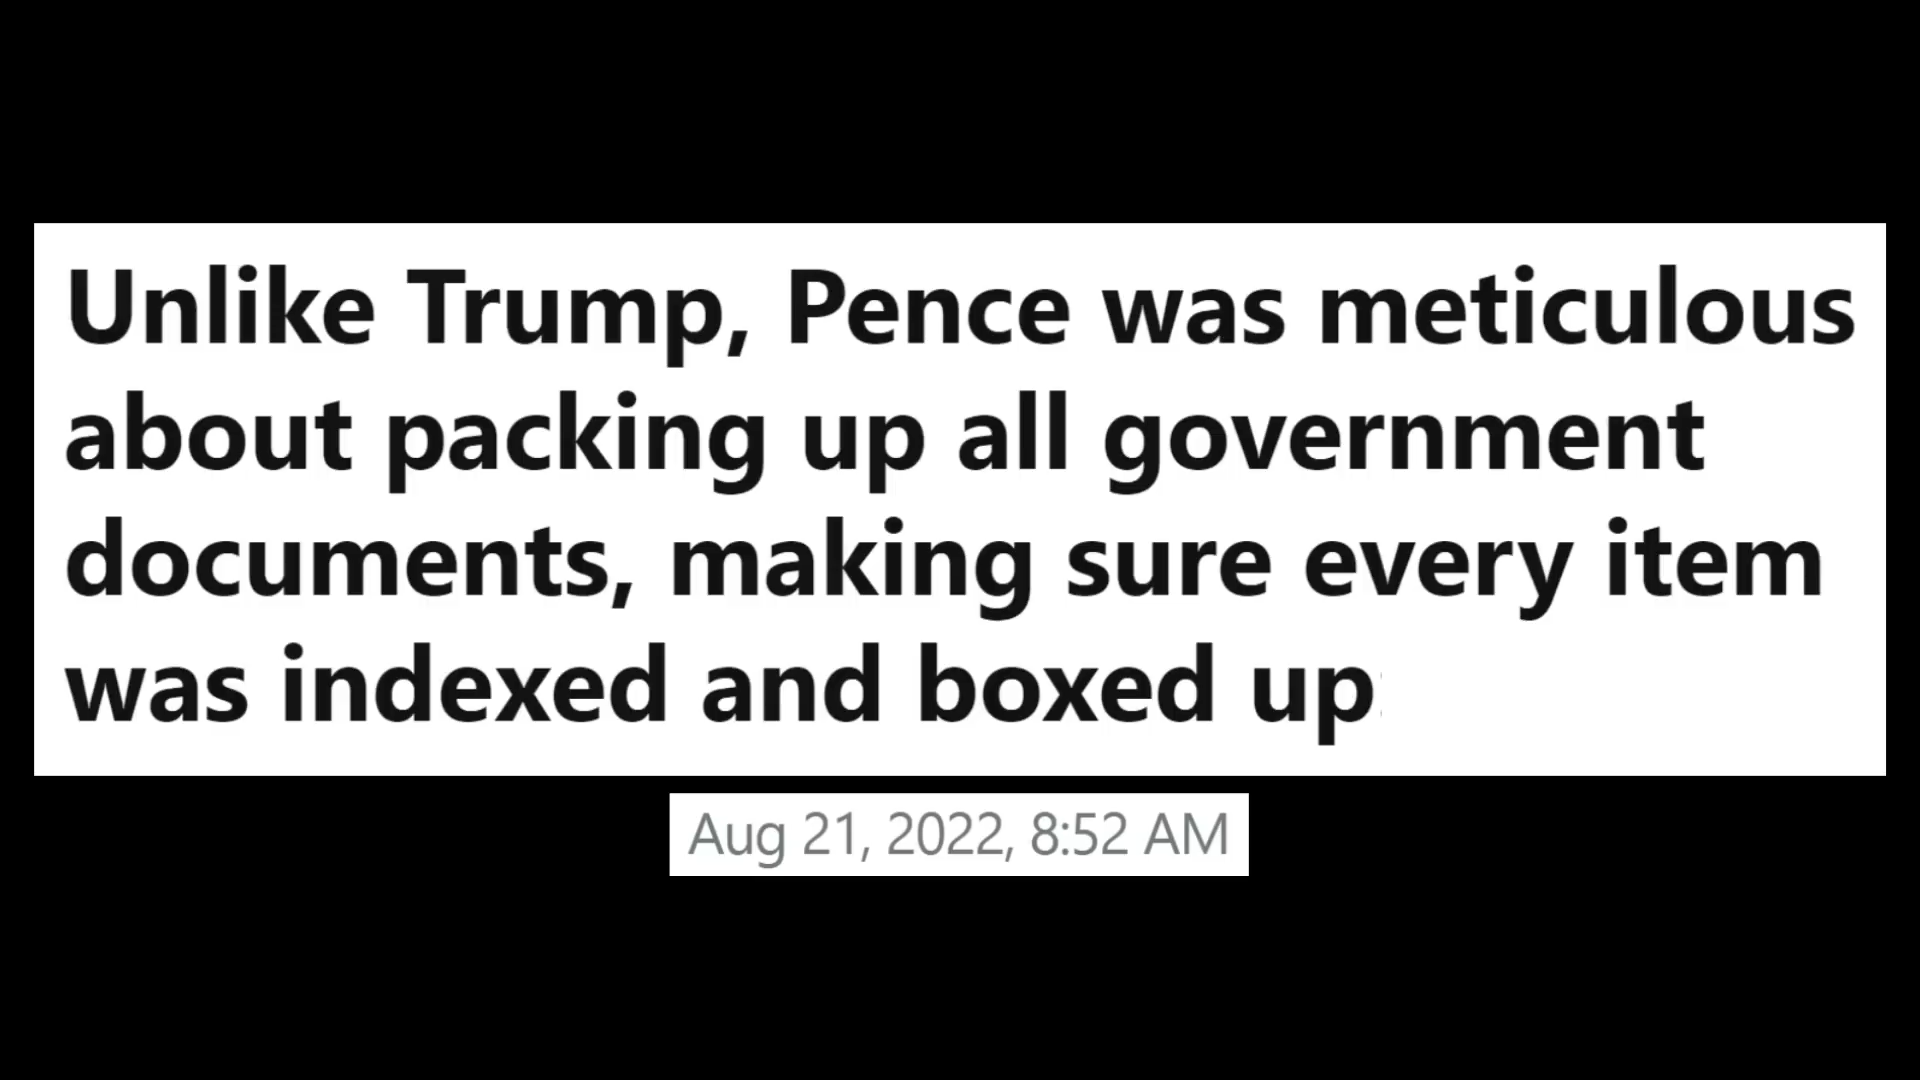 Unlike Trump, Pence was meticulous
about packing up all government
documents, making sure every item
was indexed and boxed up
Aug 21, 2022, 8:52 AM